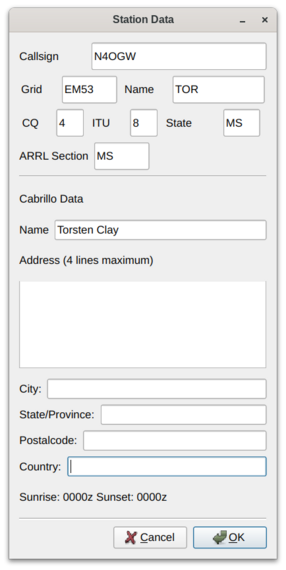 Station Data
Callsign N4OGW
Grid EM53 Name TOR
CQ 4 ITU 8 State MS
ARRL Section MS
Cabrillo Data
Name Torsten Clay
Address (4 lines maximum)
City:
State/Province:
Postalcode:
Country:
Sunrise: 0000z Sunset: 0000z
Cancel OK